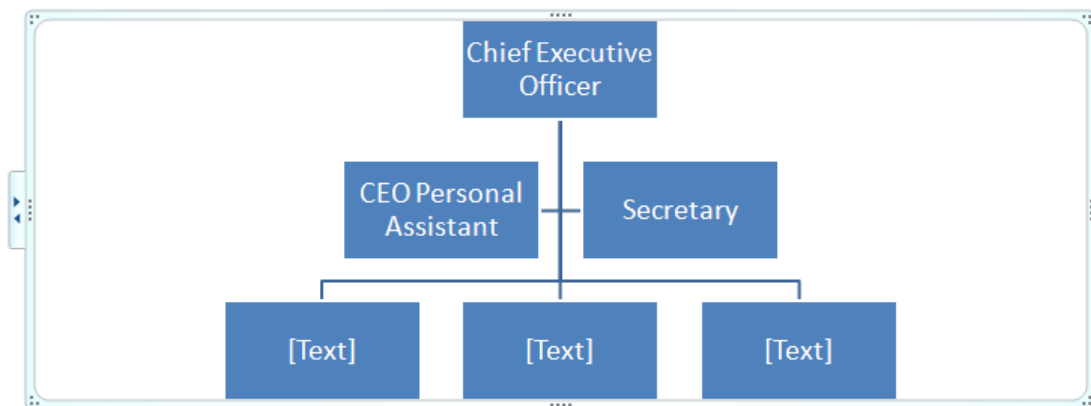 Chief Executive
Officer
CEO Personal
Assistant
Secretary
[Text]
[Text]
[Text]